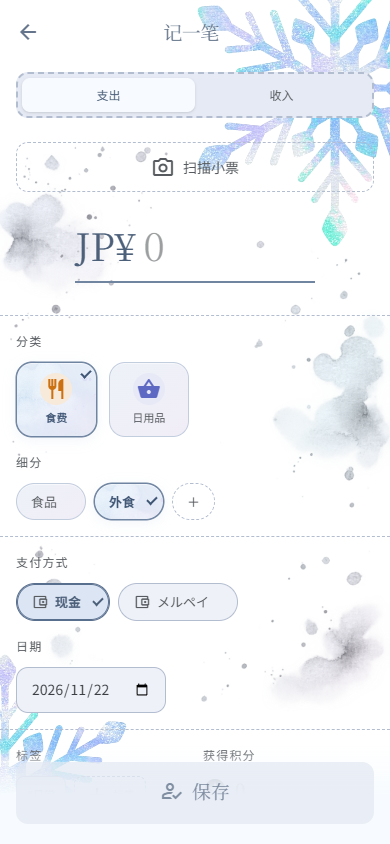 记一笔
支出 收入
扫描小票
JP¥ 0
分类
食费 日用品
细分
食品 外食 +
支付方式
现金 メルペイ
日期
2026/11/22
标签 获得积分
保存